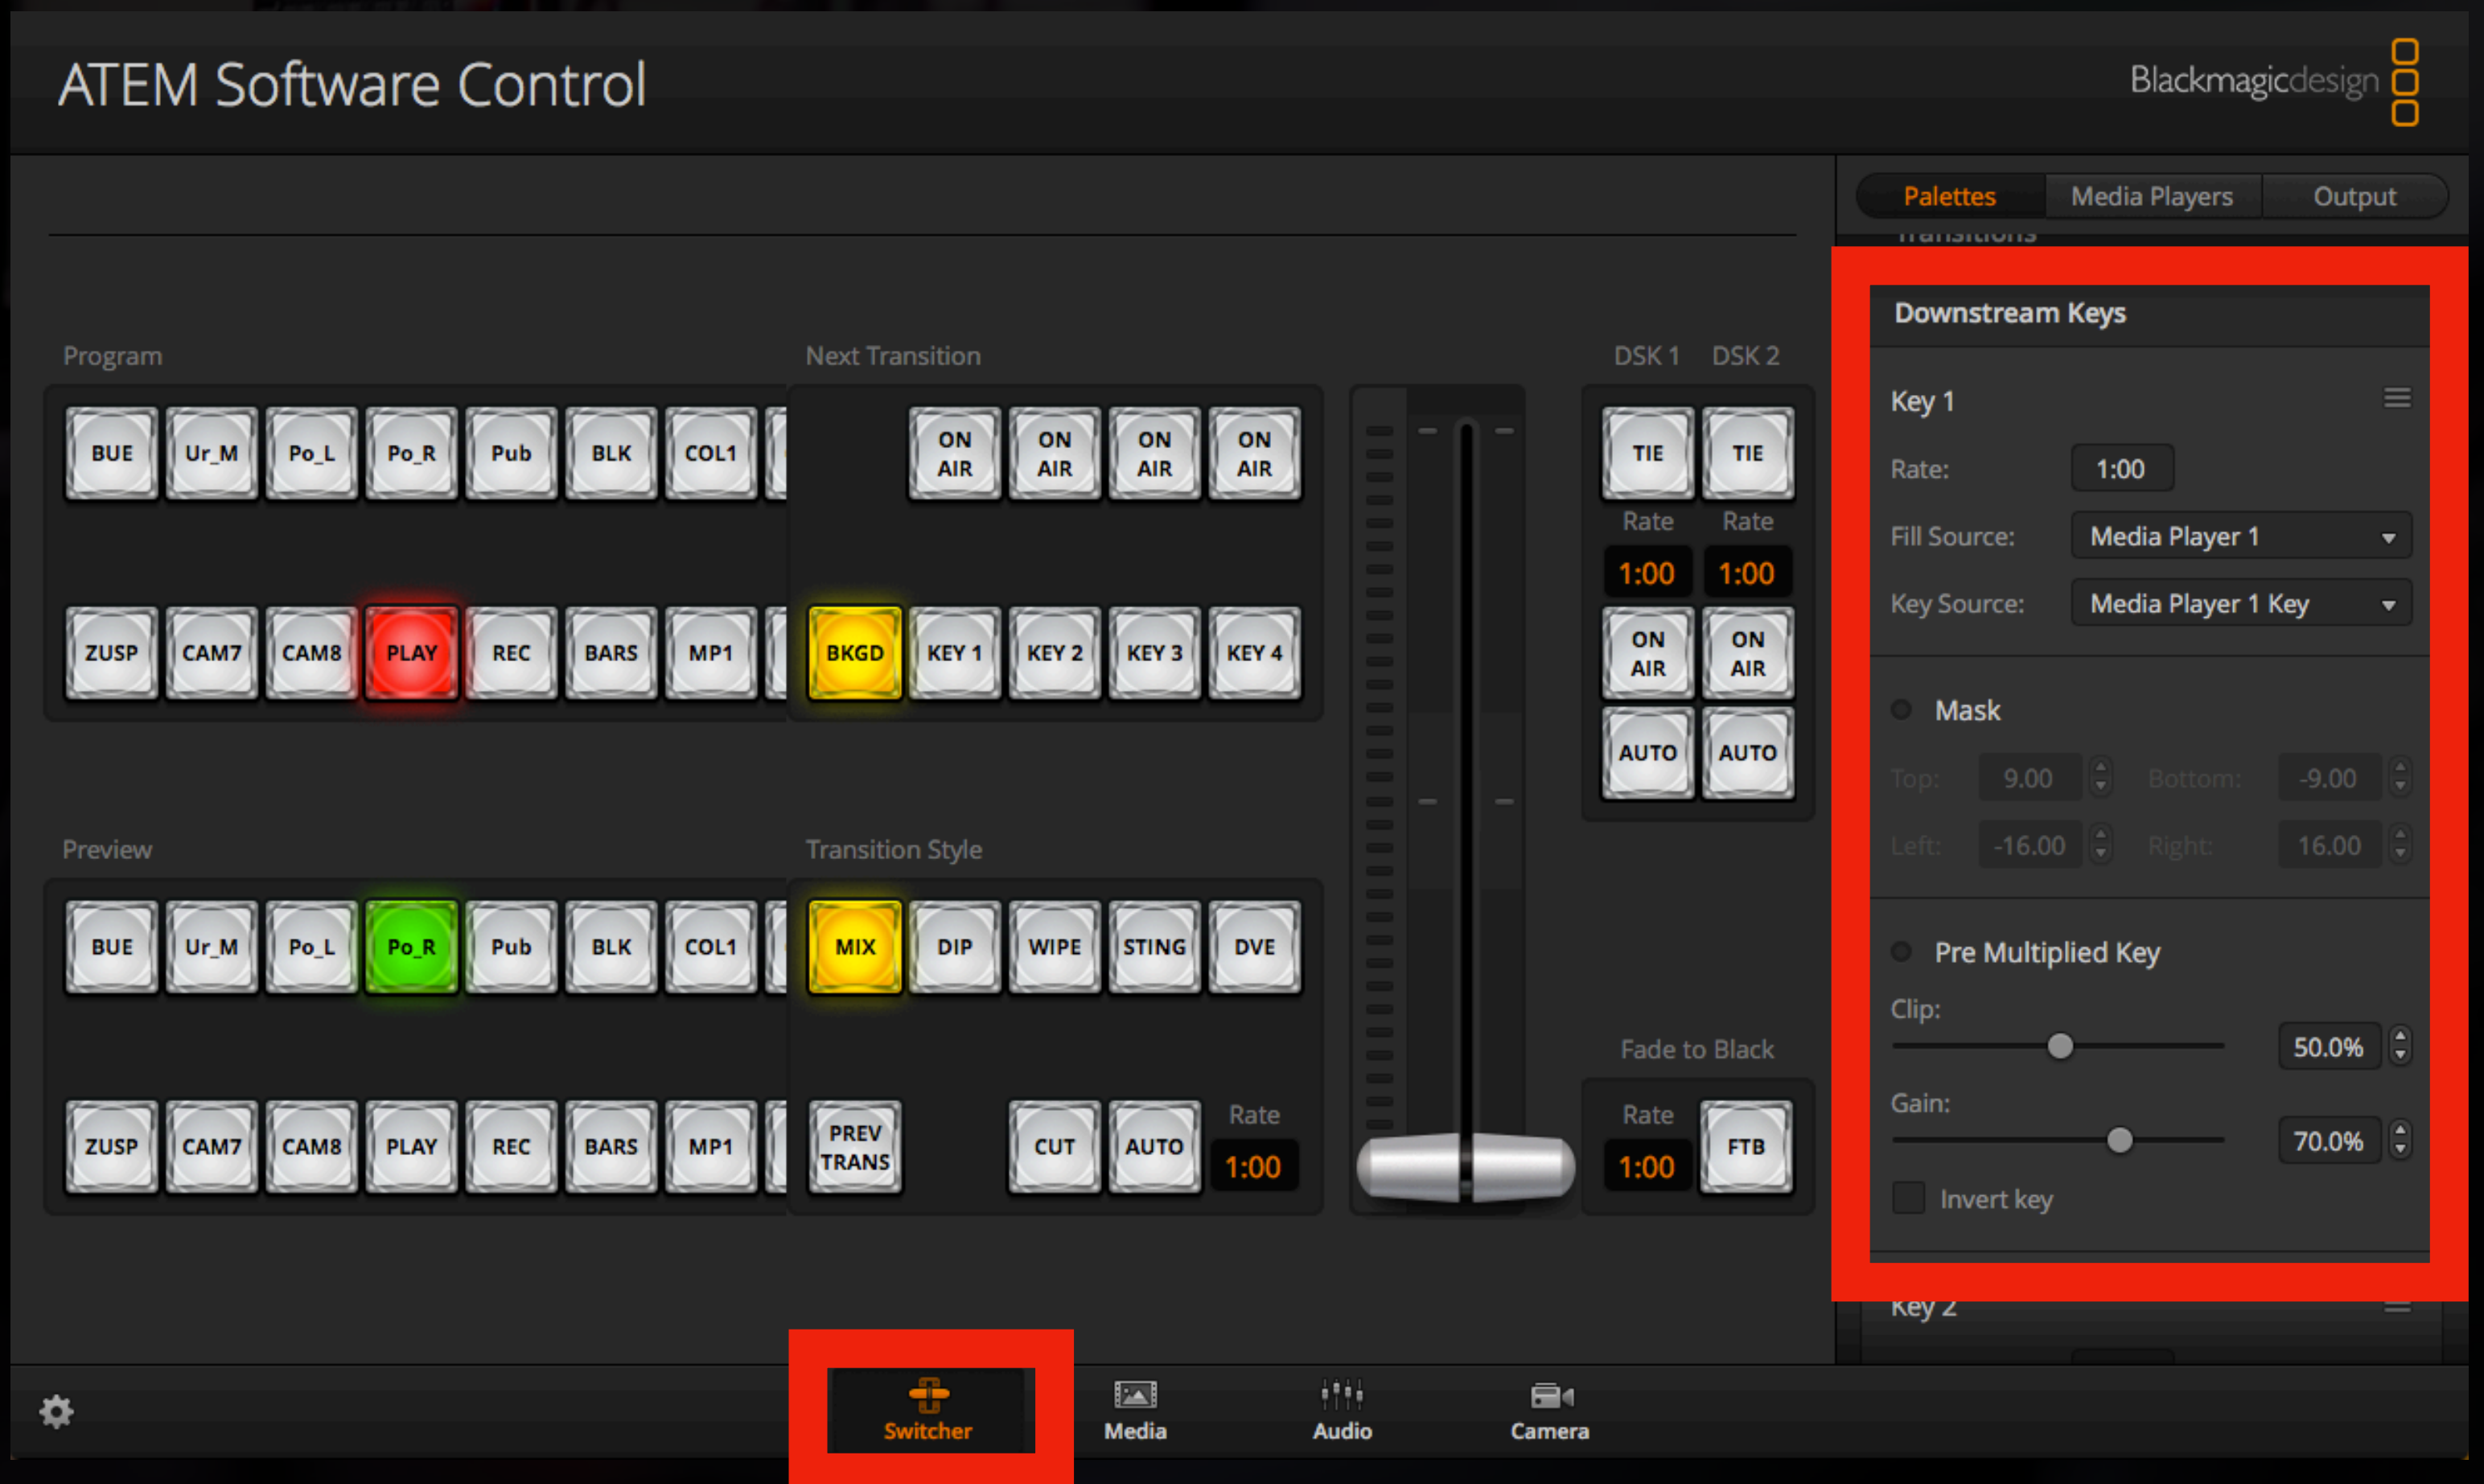 ATEM Software Control
Blackmagicdesign
Palettes Media Players Output
Transitions
Downstream Keys
Program Next Transition DSK 1 DSK 2
Key 1
BUE Ur_M Po_L Po_R Pub BLK COL1
ON AIR ON AIR ON AIR ON AIR
TIE TIE
Rate: 1:00
Rate Rate
1:00 1:00
Fill Source: Media Player 1
Key Source: Media Player 1 Key
ZUSP CAM7 CAM8 PLAY REC BARS MP1
BKGD KEY 1 KEY 2 KEY 3 KEY 4
ON AIR ON AIR
Mask
AUTO AUTO
Top: 9.00 Bottom: -9.00
Left: -16.00 Right: 16.00
Preview Transition Style
BUE Ur_M Po_L Po_R Pub BLK COL1
MIX DIP WIPE STING DVE
Pre Multiplied Key
Clip:
50.0%
Fade to Black
Gain:
70.0%
ZUSP CAM7 CAM8 PLAY REC BARS MP1
PREV TRANS CUT AUTO
Rate
1:00
Rate
1:00
FTB
Invert key
Key 2
Switcher Media Audio Camera